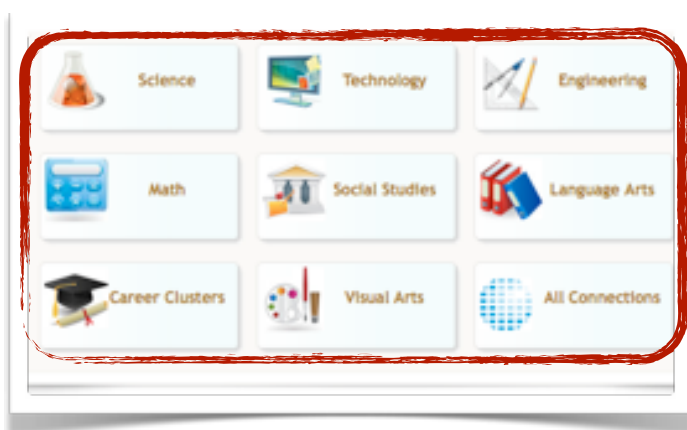 Science
Technology
Engineering
Math
Social Studies
Language Arts
Career Clusters
Visual Arts
All Connections